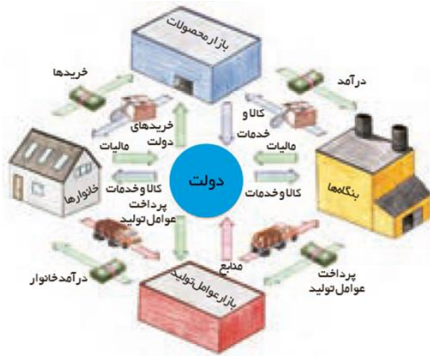 بازار محصولات
خریدها
درآمد
کالا و
خدمات
خریدهای
دولت
مالیات
مالیات
خانوارها
دولت
بنگاه‌ها
کالا و خدمات
کالا و خدمات
پرداخت
عوامل تولید
منابع
درآمد خانوار
بازار عوامل تولید
پرداخت
عوامل تولید